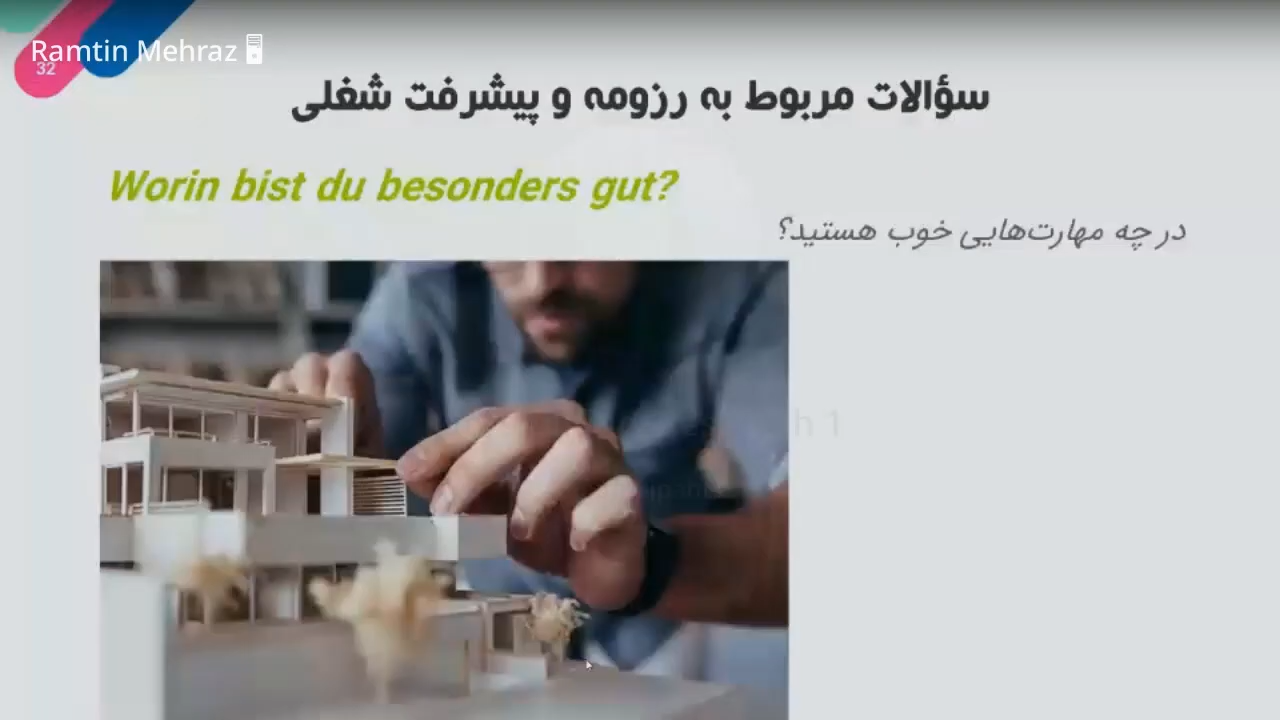 Ramtin Mehraz
32
سؤالات مربوط به رزومه و پیشرفت شغلی
Worin bist du besonders gut?
در چه مهارت‌هایی خوب هستید؟